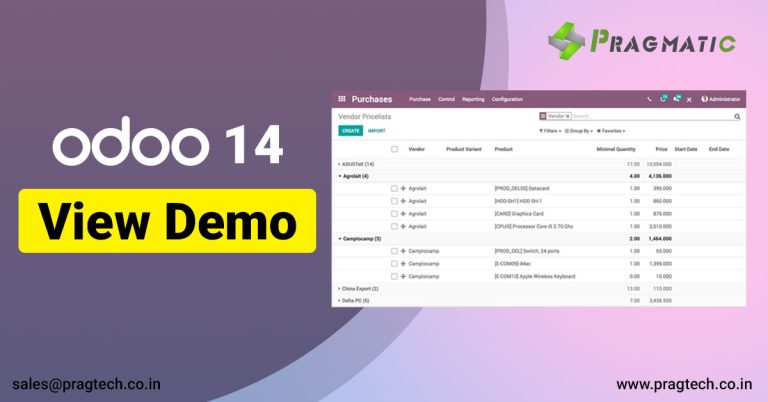 PRAGMATIC
odoo 14
View Demo
Purchases Purchase Control Reporting Configuration Administrator
Vendor Pricelists Vendor Search...
CREATE IMPORT Filters Group By Favorites
Vendor Product Variant Product Minimal Quantity Price Start Date End Date
ASUSTeK (14) 17.00 10,594.000
Agrolait (4) 4.00 4,136.000
Agrolait [PROD_DEL02] Datacard 1.00 390.000
Agrolait [HDD-SH1] HDD SH-1 1.00 860.000
Agrolait [CARD] Graphics Card 1.00 876.000
Agrolait [CPUi5] Processor Core i5 2.70 Ghz 1.00 2,010.000
Camptocamp (3) 2.00 1,464.000
Camptocamp [PROD_DEL] Switch, 24 ports 1.00 55.000
Camptocamp [E-COM09] iMac 1.00 1,399.000
Camptocamp [E-COM10] Apple Wireless Keyboard 0.00 10.000
China Export (2) 13.00 110.000
Delta PC (6) 7.00 3,438.500
sales@pragtech.co.in
www.pragtech.co.in